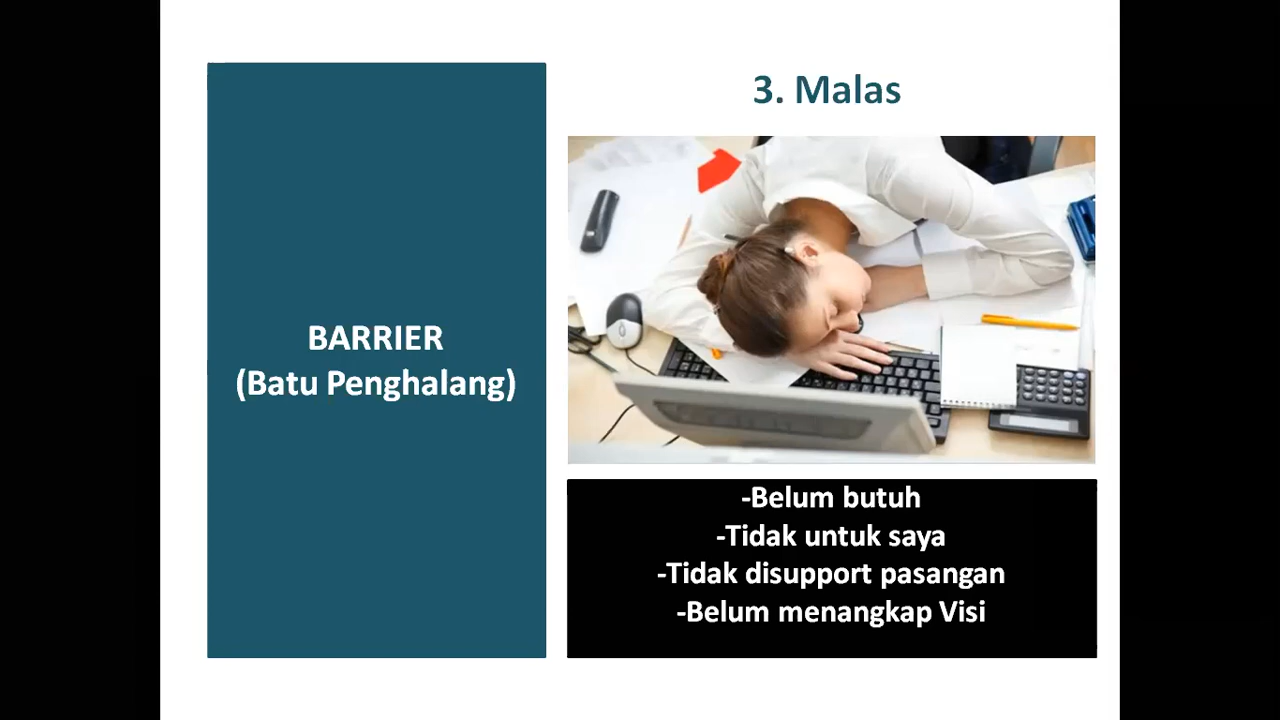 BARRIER
(Batu Penghalang)
3. Malas
-Belum butuh
-Tidak untuk saya
-Tidak disupport pasangan
-Belum menangkap Visi